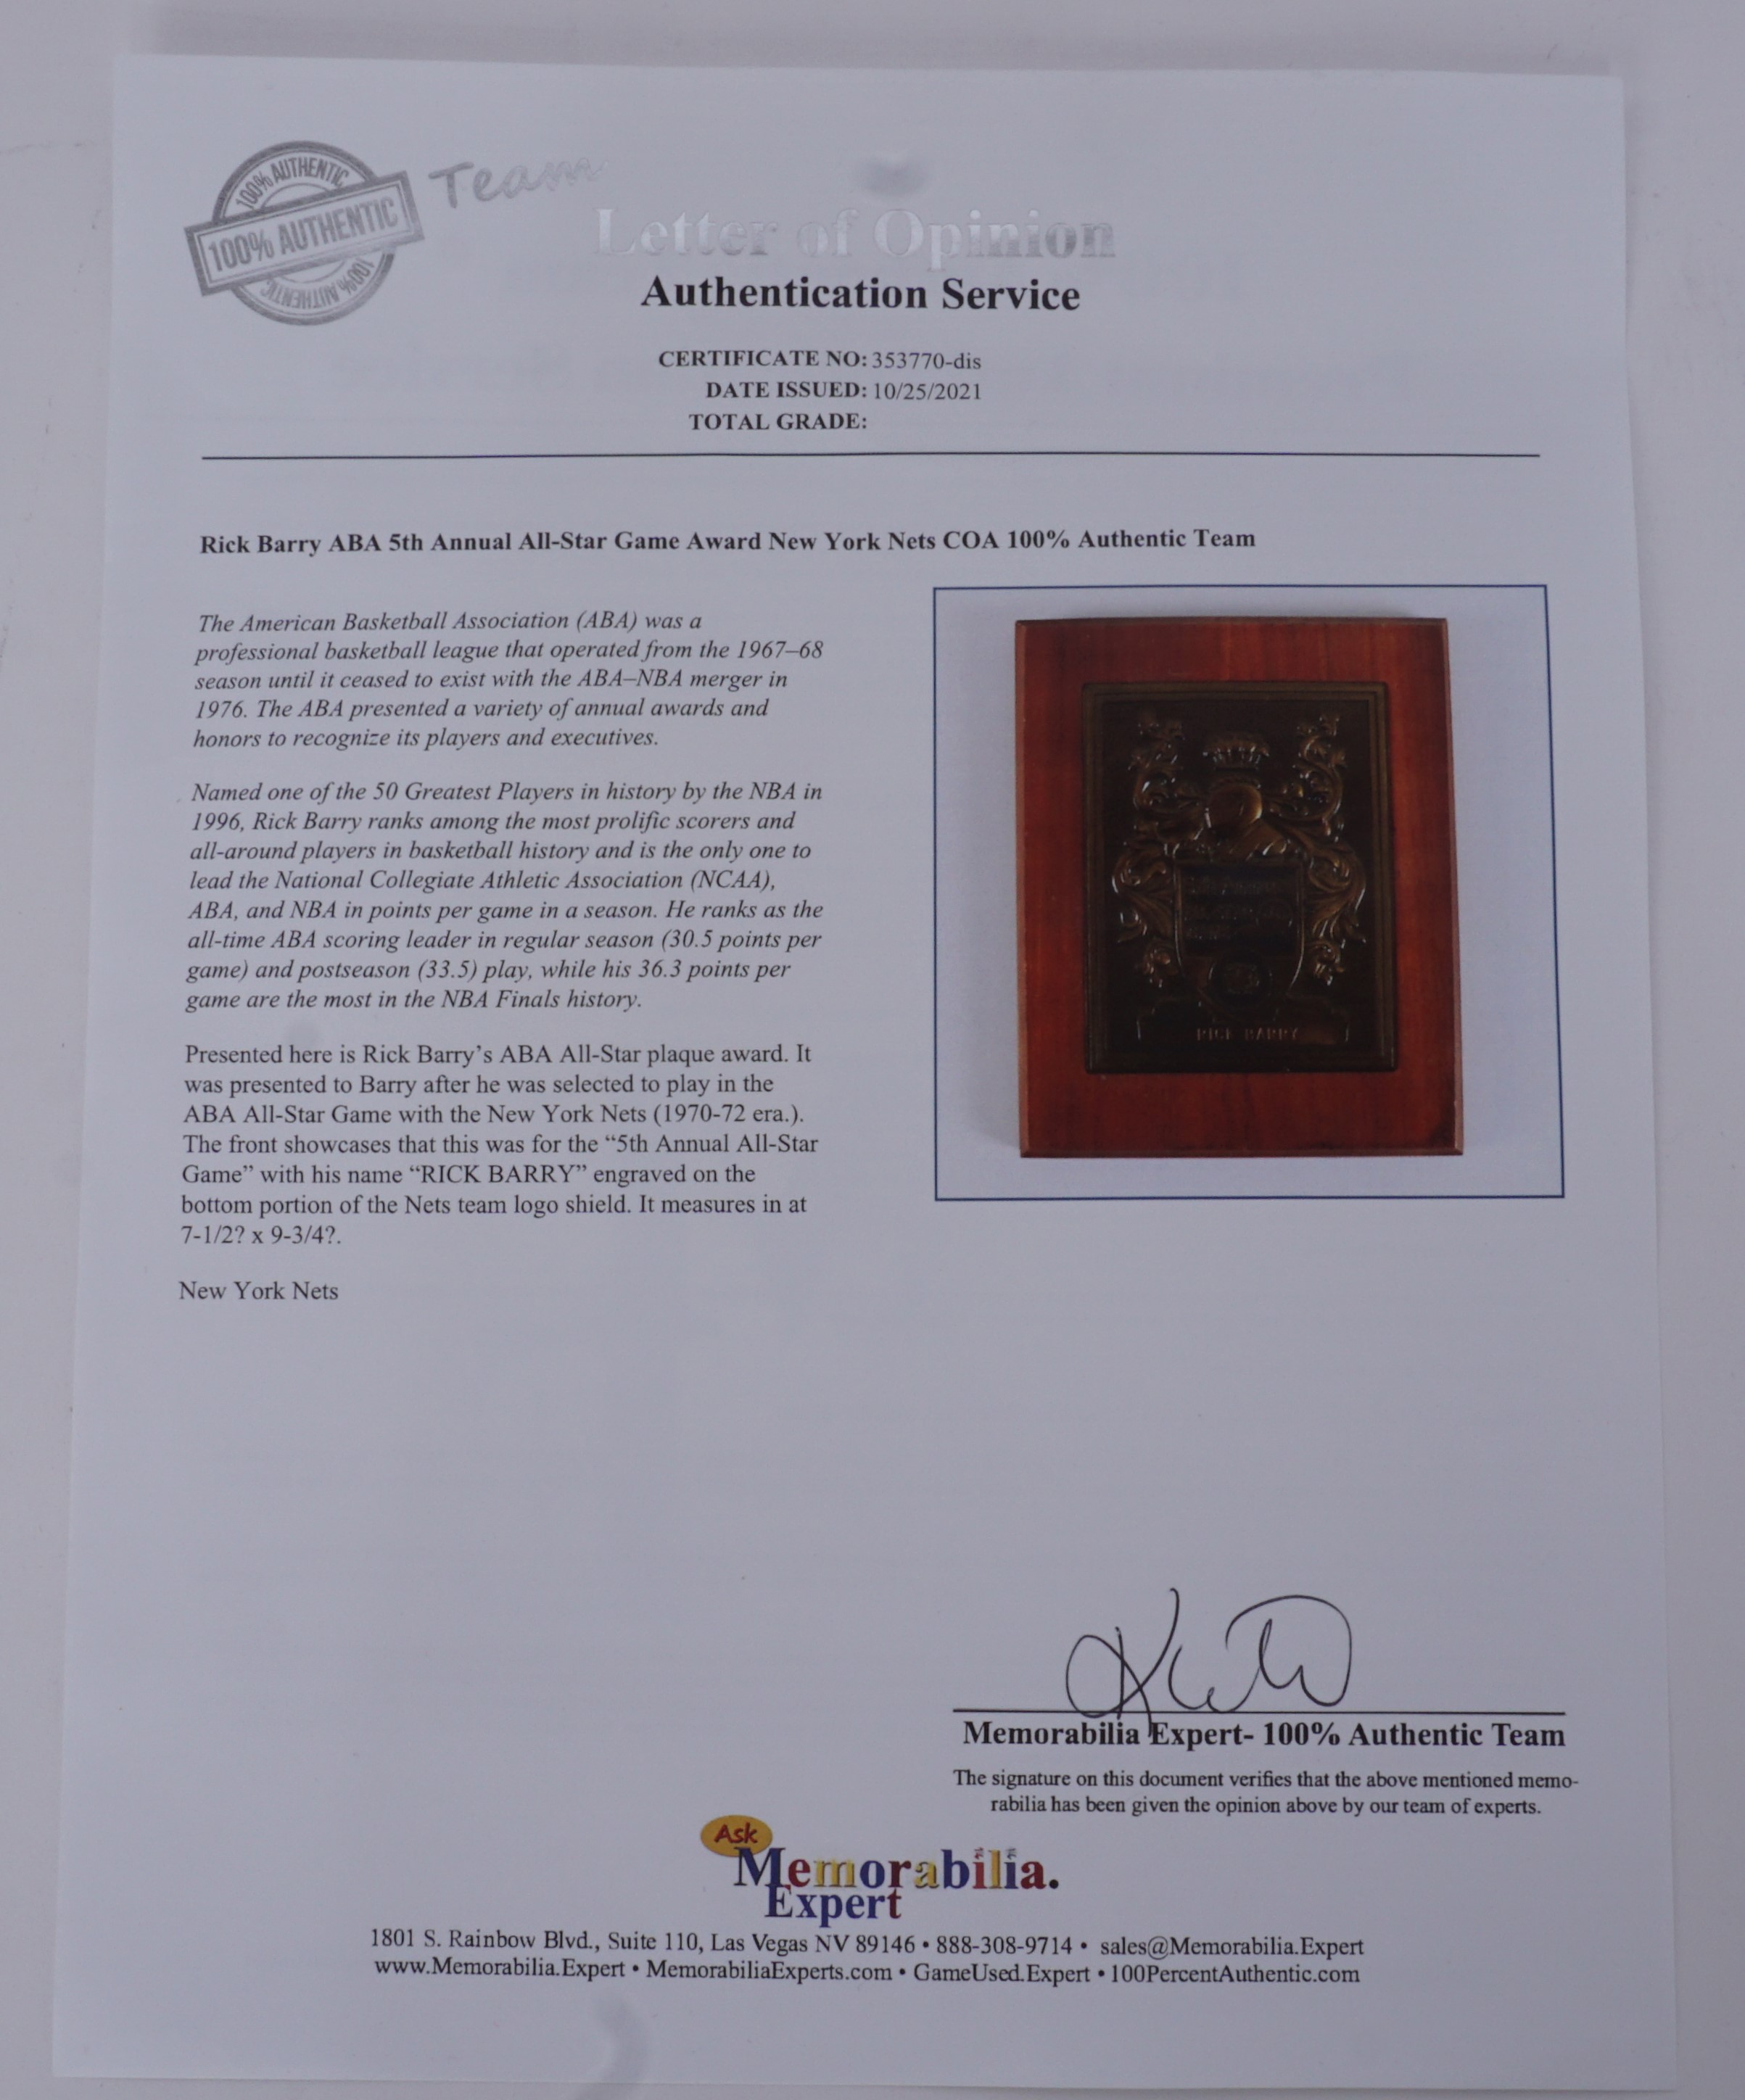 100% AUTHENTIC
100% AUTHENTIC
100% AUTHENTIC
Team
Letter of Opinion
Authentication Service
CERTIFICATE NO: 353770-dis
DATE ISSUED: 10/25/2021
TOTAL GRADE:
Rick Barry ABA 5th Annual All-Star Game Award New York Nets COA 100% Authentic Team
The American Basketball Association (ABA) was a
professional basketball league that operated from the 1967–68
season until it ceased to exist with the ABA–NBA merger in
1976. The ABA presented a variety of annual awards and
honors to recognize its players and executives.
Named one of the 50 Greatest Players in history by the NBA in
1996, Rick Barry ranks among the most prolific scorers and
all-around players in basketball history and is the only one to
lead the National Collegiate Athletic Association (NCAA),
ABA, and NBA in points per game in a season. He ranks as the
all-time ABA scoring leader in regular season (30.5 points per
game) and postseason (33.5) play, while his 36.3 points per
game are the most in the NBA Finals history.
Presented here is Rick Barry’s ABA All-Star plaque award. It
was presented to Barry after he was selected to play in the
ABA All-Star Game with the New York Nets (1970-72 era.).
The front showcases that this was for the “5th Annual All-Star
Game” with his name “RICK BARRY” engraved on the
bottom portion of the Nets team logo shield. It measures in at
7-1/2? x 9-3/4?.
New York Nets
RICK BARRY
Memorabilia Expert- 100% Authentic Team
The signature on this document verifies that the above mentioned memo-
rabilia has been given the opinion above by our team of experts.
Ask
Memorabilia.
Expert
1801 S. Rainbow Blvd., Suite 110, Las Vegas NV 89146 • 888-308-9714 • sales@Memorabilia.Expert
www.Memorabilia.Expert • MemorabiliaExperts.com • GameUsed.Expert • 100PercentAuthentic.com